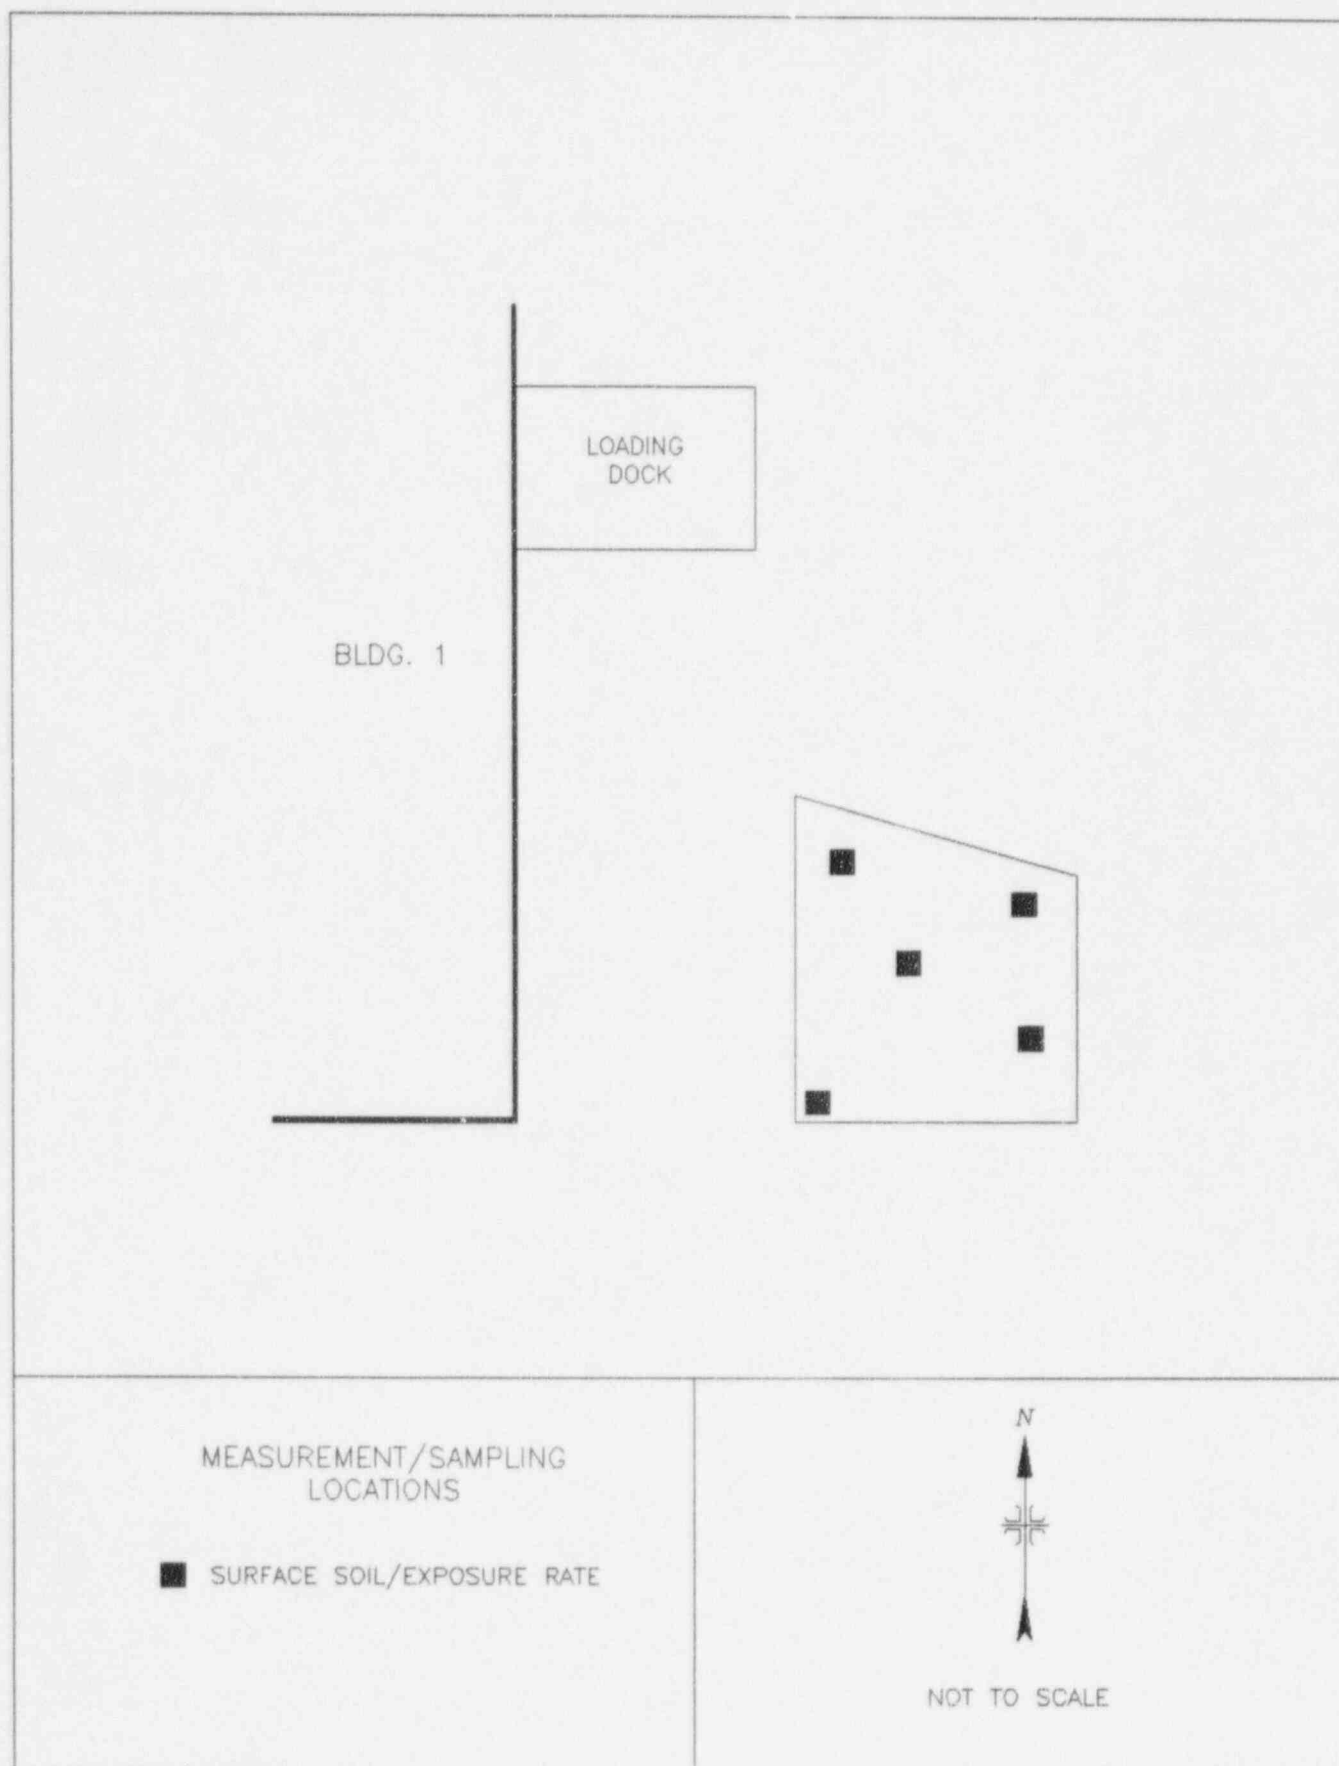 LOADING
DOCK
BLDG. 1
MEASUREMENT/SAMPLING
LOCATIONS
SURFACE SOIL/EXPOSURE RATE
N
NOT TO SCALE